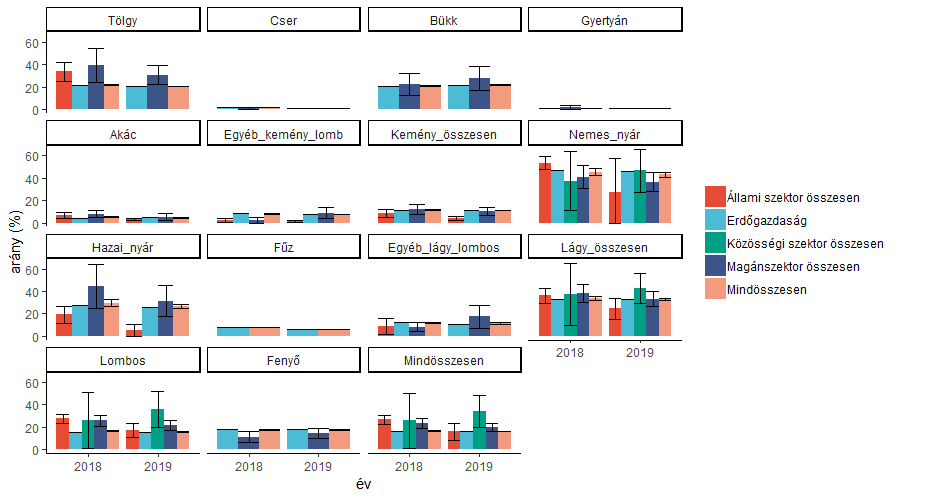 Tölgy
Cser
Bükk
Gyertyán
60
40
20
0
Akác
Egyéb_kemény_lomb
Kemény_összesen
Nemes_nyár
60
40
20
0
Hazai_nyár
Fűz
Egyéb_lágy_lombos
Lágy_összesen
60
40
20
0
2018
2019
Lombos
Fenyő
Mindösszesen
60
40
20
0
2018
2019
2018
2019
2018
2019
év
arány (%)
Állami szektor összesen
Erdőgazdaság
Közösségi szektor összesen
Magánszektor összesen
Mindösszesen